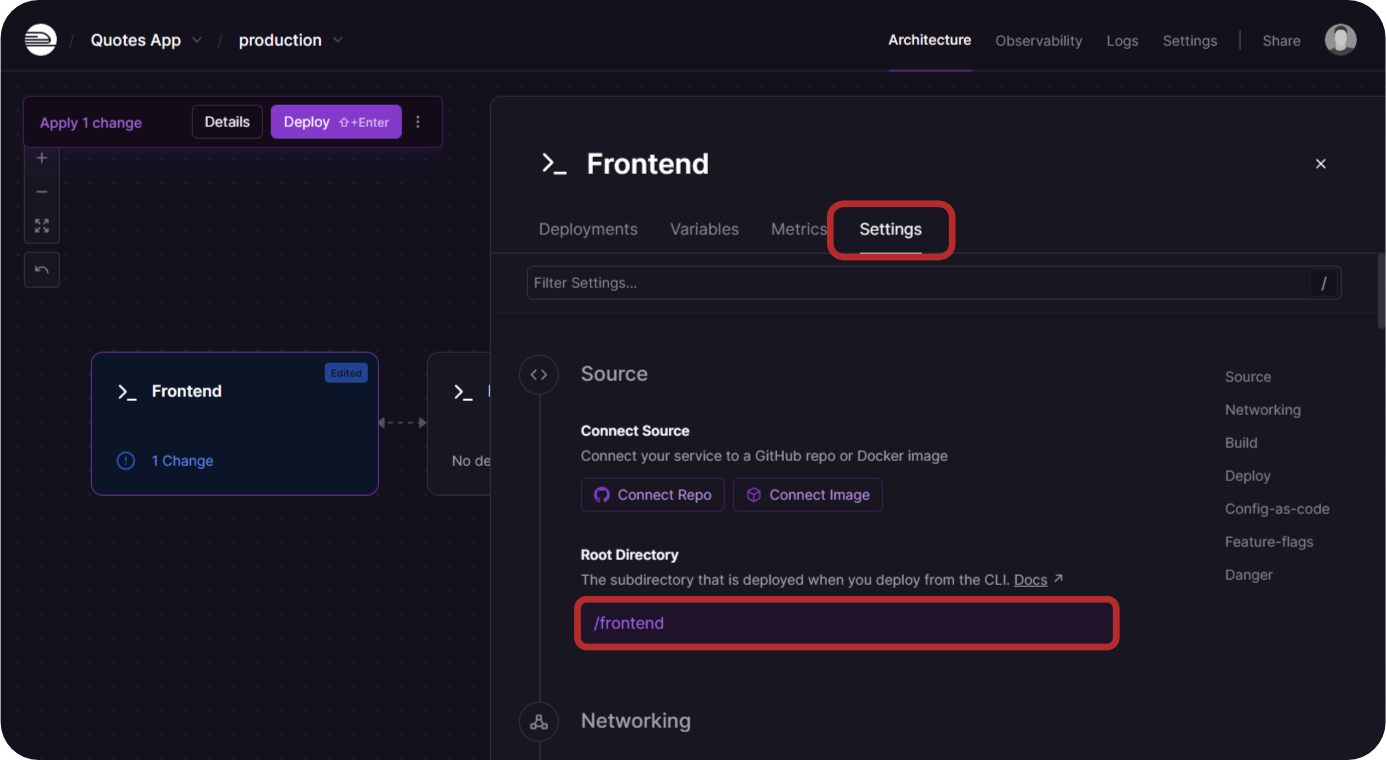 / Quotes App / production
Architecture Observability Logs Settings | Share
Apply 1 change Details Deploy ⇧+Enter
Frontend
Deployments Variables Metrics Settings
Filter Settings... /
Edited
Frontend
1 Change
No de
Source
Connect Source
Connect your service to a GitHub repo or Docker image
Connect Repo Connect Image
Root Directory
The subdirectory that is deployed when you deploy from the CLI. Docs ↗
/frontend
Networking
Source
Networking
Build
Deploy
Config-as-code
Feature-flags
Danger